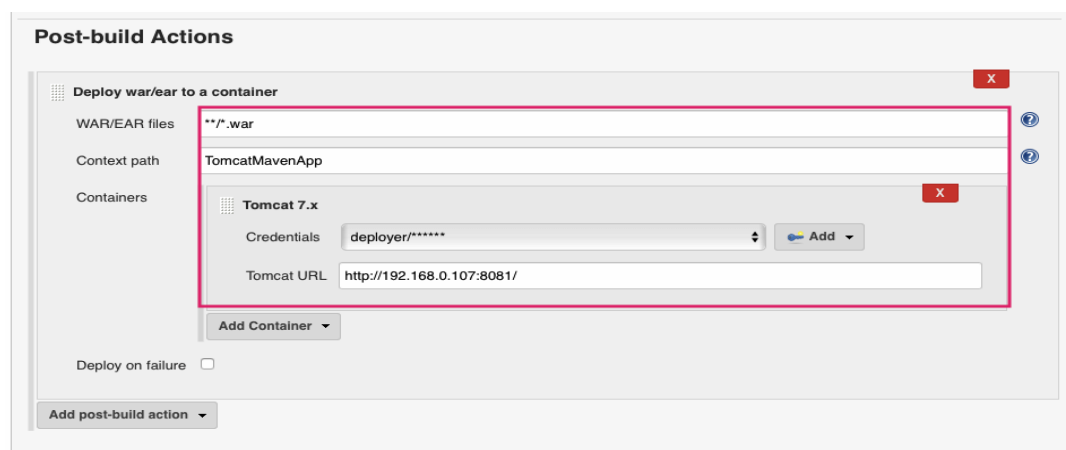 Post-build Actions
X
Deploy war/ear to a container
WAR/EAR files **/*.war ?
Context path TomcatMavenApp ?
Containers
X
Tomcat 7.x
Credentials deployer/****** Add
Tomcat URL http://192.168.0.107:8081/
Add Container
Deploy on failure
Add post-build action